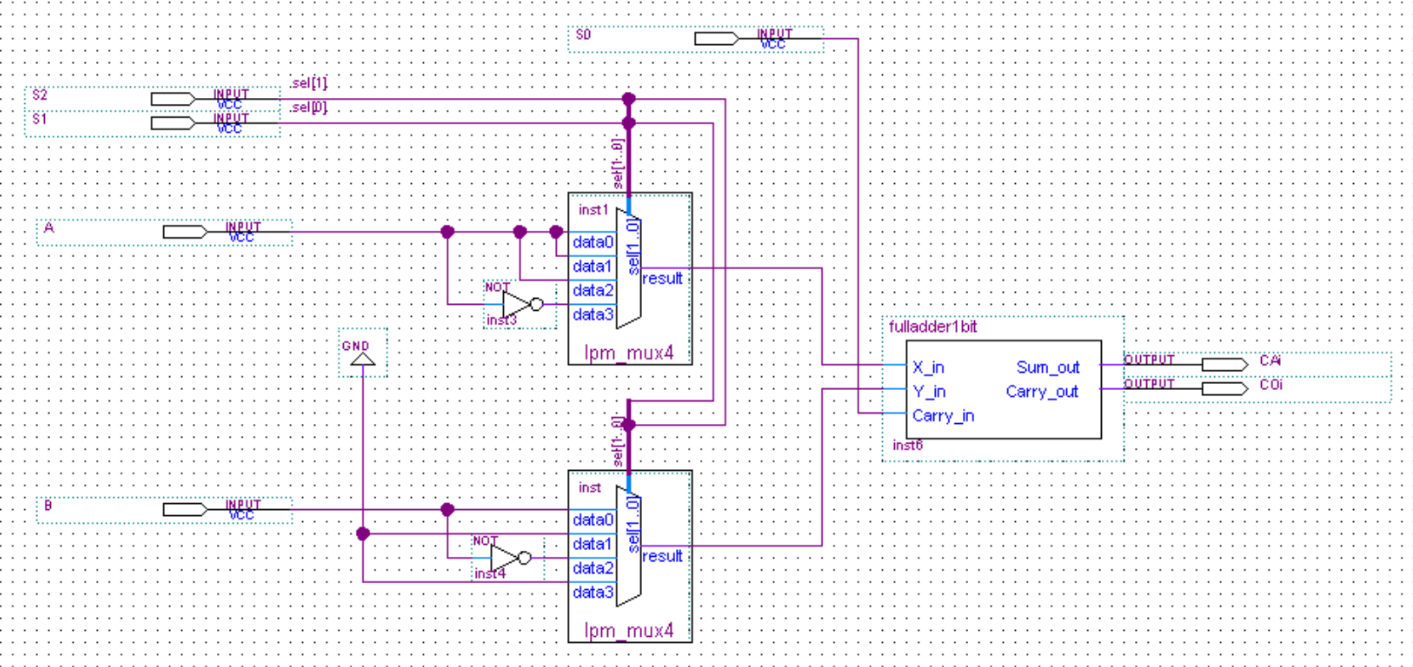 S0 INPUT VCC
sel[1]
S2 INPUT VCC
sel[0]
S1 INPUT VCC
sel[1..0]
A INPUT VCC
inst1
sel[1..0]
data0
data1
data2
data3
result
lpm_mux4
NOT
inst3
GND
fulladder1bit
X_in Sum_out
Y_in Carry_out
Carry_in
inst6
OUTPUT CAi
OUTPUT COi
sel[1..0]
B INPUT VCC
inst
sel[1..0]
data0
data1
data2
data3
result
lpm_mux4
NOT
inst4